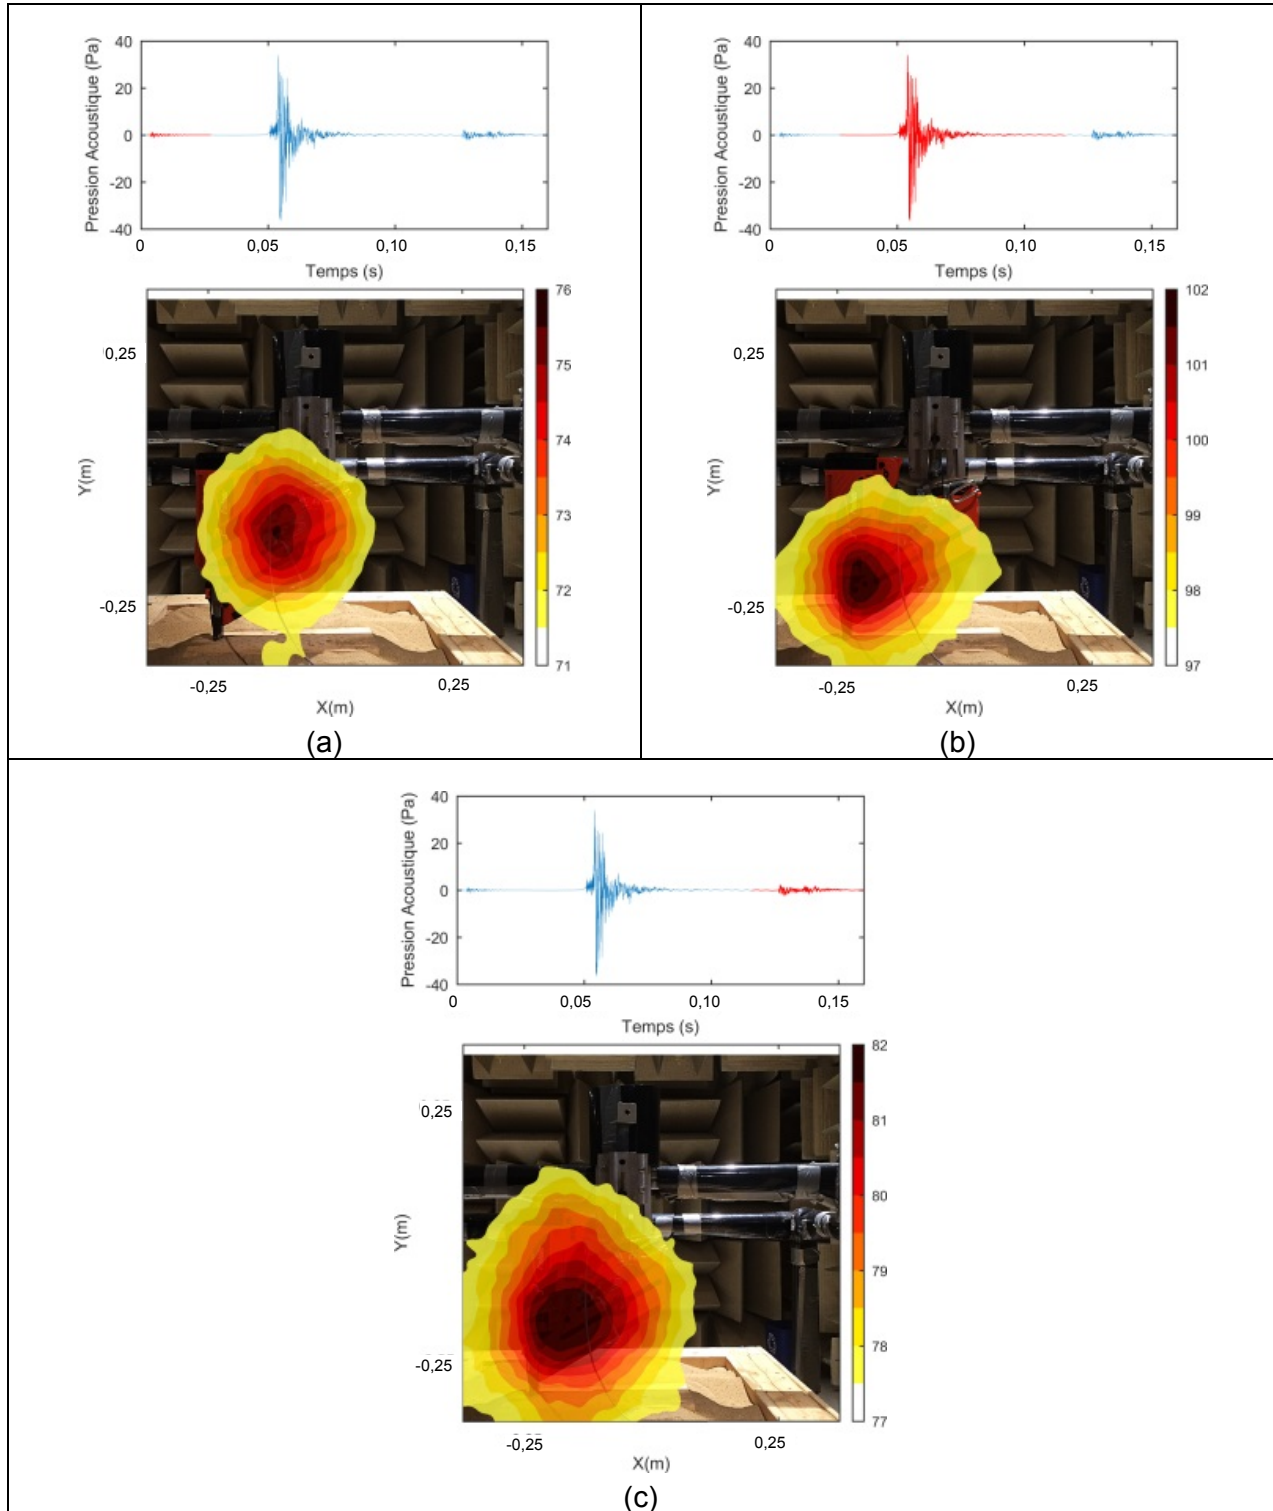 40
20
0
-20
-40
Pression Acoustique (Pa)
0 0,05 0,10 0,15
Temps (s)
76
75
74
73
72
71
0,25
-0,25
Y(m)
-0,25 0,25
X(m)
(a)
40
20
0
-20
-40
Pression Acoustique (Pa)
0 0,05 0,10 0,15
Temps (s)
102
101
100
99
98
97
0,25
-0,25
Y(m)
-0,25 0,25
X(m)
(b)
40
20
0
-20
-40
Pression Acoustique (Pa)
0 0,05 0,10 0,15
Temps (s)
82
81
80
79
78
77
0,25
-0,25
Y(m)
-0,25 0,25
X(m)
(c)